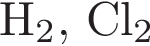 H₂, Cl₂